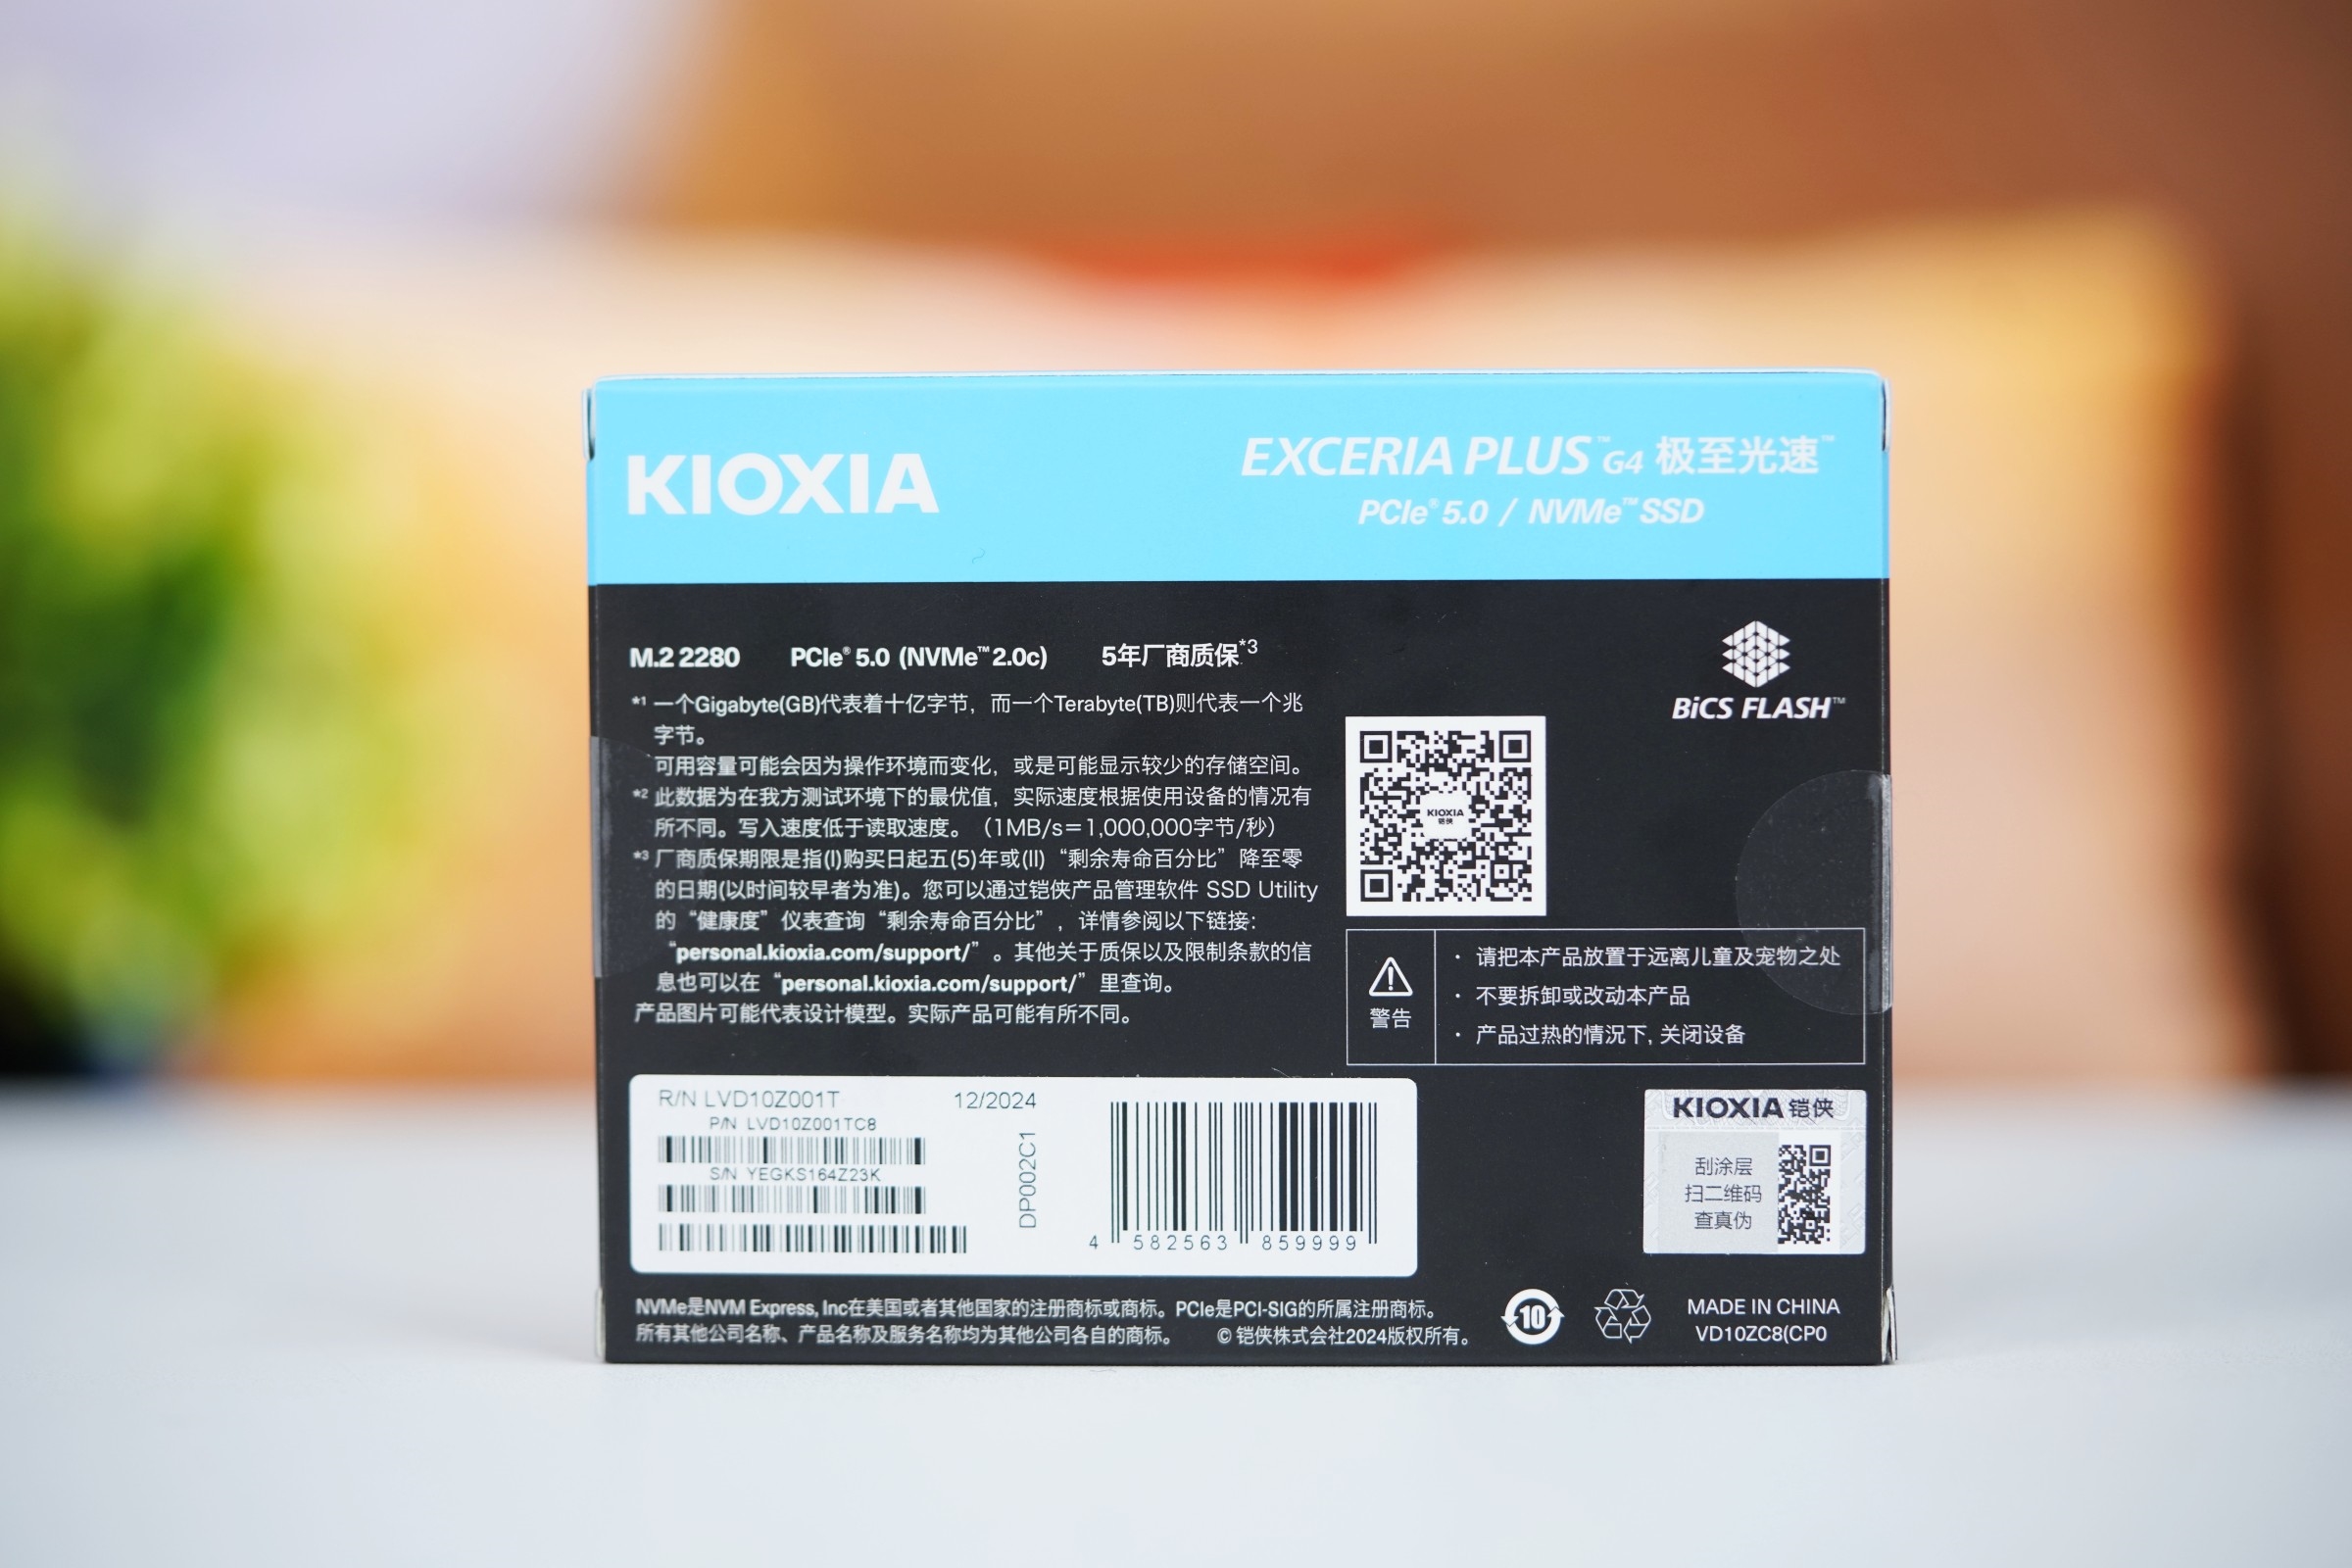 KIOXIA
EXCERIA PLUS™ G4 极至光速™
PCIe® 5.0 / NVMe™ SSD
M.2 2280 PCIe® 5.0 (NVMe™ 2.0c) 5年厂商质保*3
BiCS FLASH™
*1 一个Gigabyte(GB)代表着十亿字节，而一个Terabyte(TB)则代表一个兆
字节。
可用容量可能会因为操作环境而变化，或是可能显示较少的存储空间。
*2 此数据为在我方测试环境下的最优值，实际速度根据使用设备的情况有
所不同。写入速度低于读取速度。（1MB/s＝1,000,000字节/秒）
*3 厂商质保期限是指(I)购买日起五(5)年或(II)“剩余寿命百分比”降至零
的日期(以时间较早者为准)。您可以通过铠侠产品管理软件 SSD Utility
的“健康度”仪表查询“剩余寿命百分比”，详情参阅以下链接:
“personal.kioxia.com/support/”。其他关于质保以及限制条款的信
息也可以在“personal.kioxia.com/support/”里查询。
产品图片可能代表设计模型。实际产品可能有所不同。
KIOXIA
铠侠
警告
· 请把本产品放置于远离儿童及宠物之处
· 不要拆卸或改动本产品
· 产品过热的情况下, 关闭设备
R/N LVD10Z001T 12/2024
P/N LVD10Z001TC8
S/N YEGKS164Z23K
DP002C1
4 582563 859999
KIOXIA 铠侠
刮涂层
扫二维码
查真伪
NVMe是NVM Express, Inc在美国或者其他国家的注册商标或商标。PCIe是PCI-SIG的所属注册商标。
所有其他公司名称、产品名称及服务名称均为其他公司各自的商标。 © 铠侠株式会社2024版权所有。
10
MADE IN CHINA
VD10ZC8(CP0